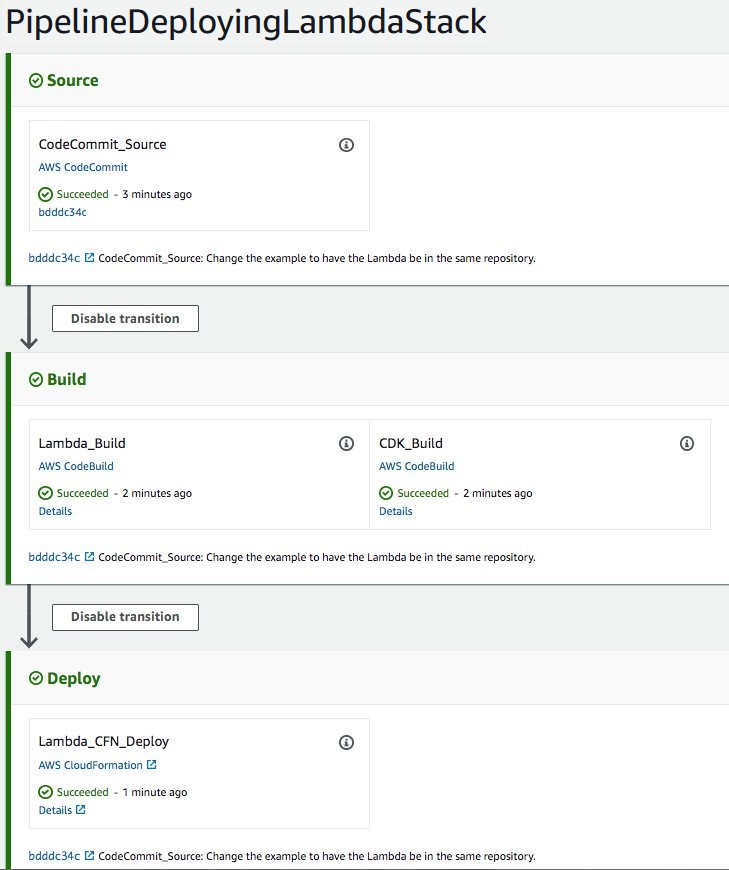 PipelineDeployingLambdaStack
Source
CodeCommit_Source
AWS CodeCommit
Succeeded - 3 minutes ago
bdddc34c
bdddc34c CodeCommit_Source: Change the example to have the Lambda be in the same repository.
Disable transition
Build
Lambda_Build CDK_Build
AWS CodeBuild AWS CodeBuild
Succeeded - 2 minutes ago Succeeded - 2 minutes ago
Details Details
bdddc34c CodeCommit_Source: Change the example to have the Lambda be in the same repository.
Disable transition
Deploy
Lambda_CFN_Deploy
AWS CloudFormation
Succeeded - 1 minute ago
Details
bdddc34c CodeCommit_Source: Change the example to have the Lambda be in the same repository.